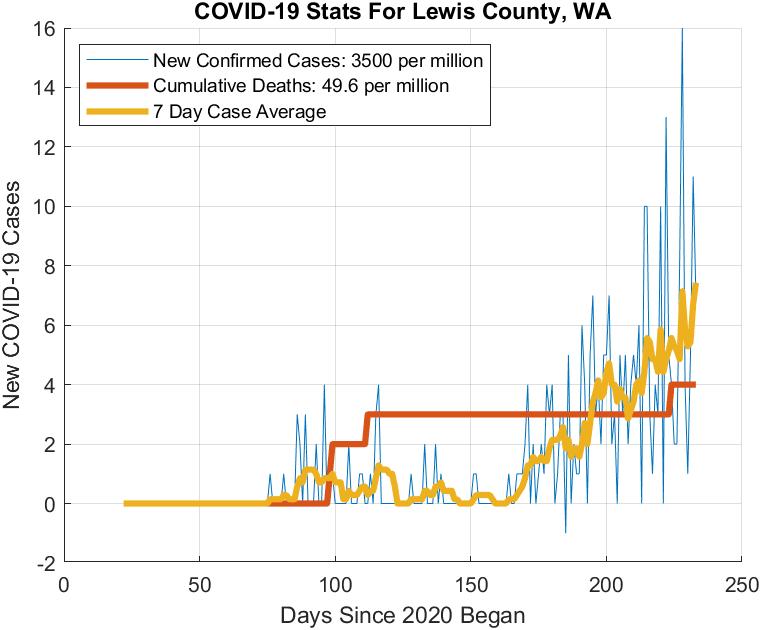 COVID-19 Stats For Lewis County, WA
New Confirmed Cases: 3500 per million
Cumulative Deaths: 49.6 per million
7 Day Case Average
New COVID-19 Cases
16
14
12
10
8
6
4
2
0
-2
0 50 100 150 200 250
Days Since 2020 Began